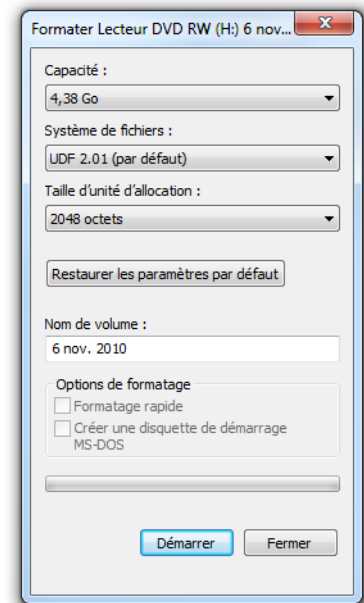 Formater Lecteur DVD RW (H:) 6 nov...
Capacité :
4,38 Go
Système de fichiers :
UDF 2.01 (par défaut)
Taille d'unité d'allocation :
2048 octets
Restaurer les paramètres par défaut
Nom de volume :
6 nov. 2010
Options de formatage
Formatage rapide
Créer une disquette de démarrage
MS-DOS
Démarrer
Fermer